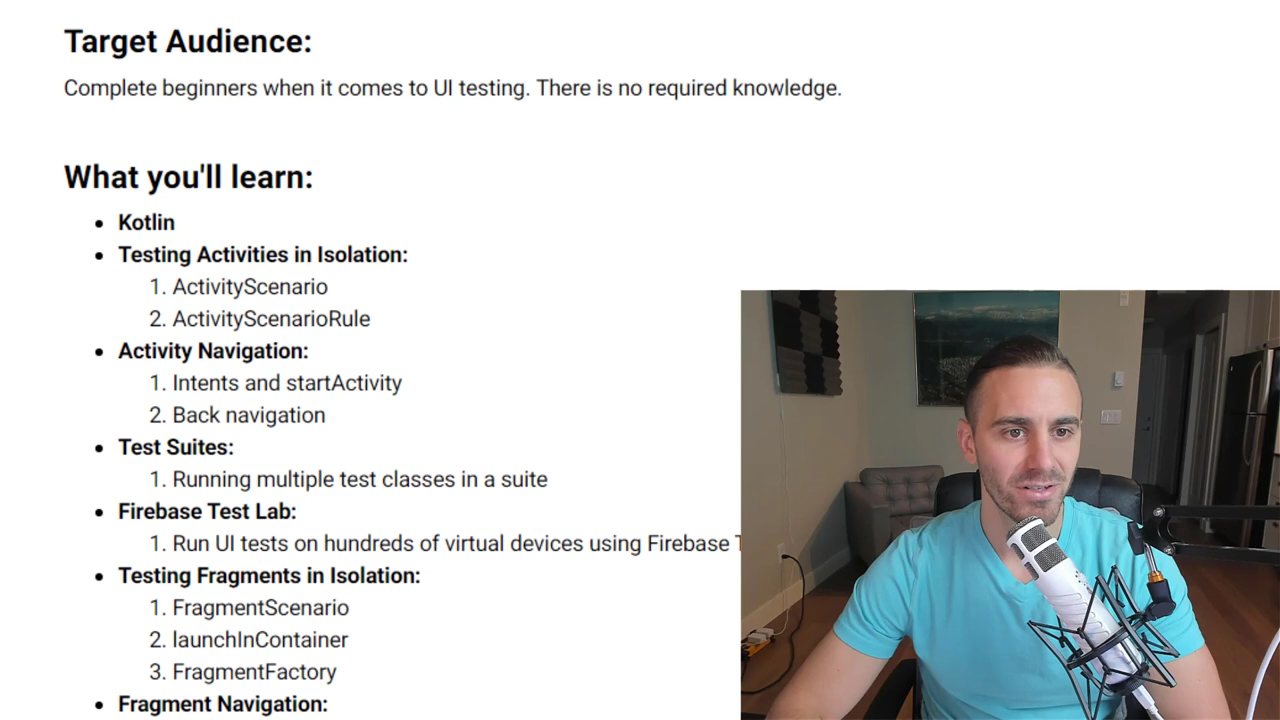 Target Audience:
Complete beginners when it comes to UI testing. There is no required knowledge.
What you'll learn:
• Kotlin
• Testing Activities in Isolation:
1. ActivityScenario
2. ActivityScenarioRule
• Activity Navigation:
1. Intents and startActivity
2. Back navigation
• Test Suites:
1. Running multiple test classes in a suite
• Firebase Test Lab:
1. Run UI tests on hundreds of virtual devices using Firebase
• Testing Fragments in Isolation:
1. FragmentScenario
2. launchInContainer
3. FragmentFactory
• Fragment Navigation: